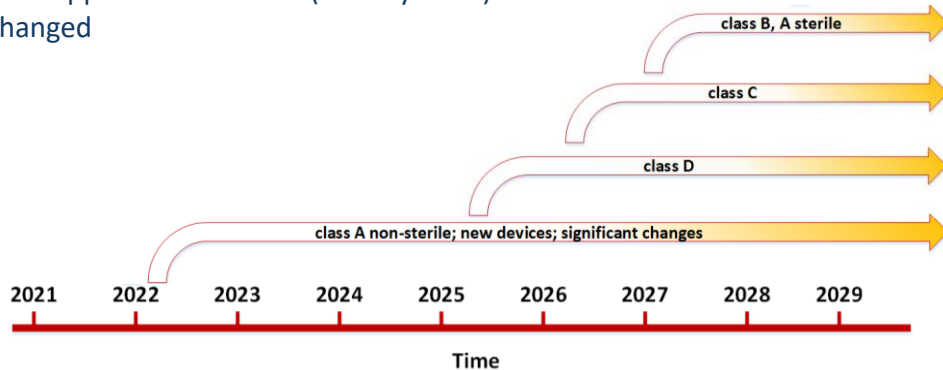 hanged
class B, A sterile
class C
class D
class A non-sterile; new devices; significant changes
2021 2022 2023 2024 2025 2026 2027 2028 2029
Time